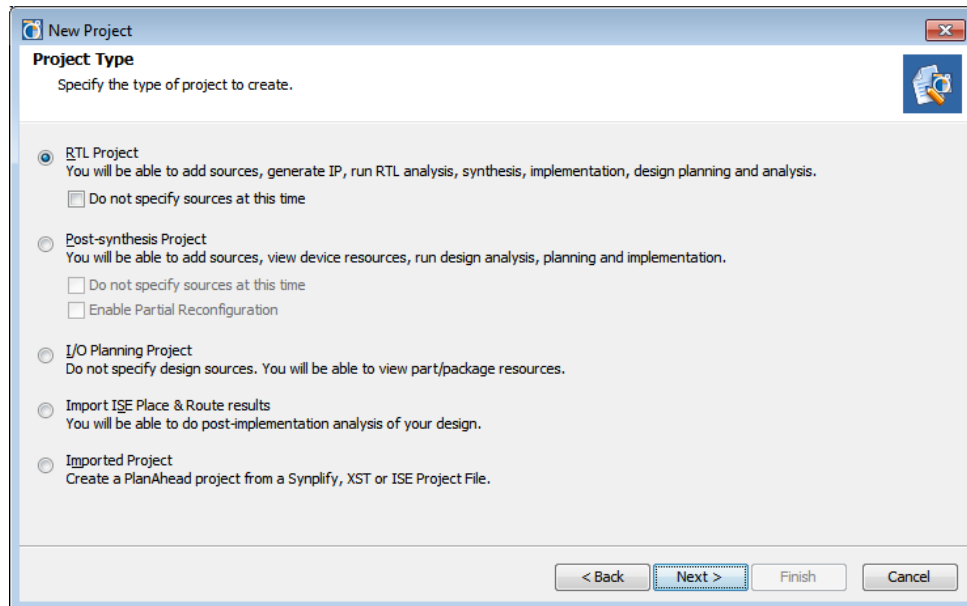 New Project
Project Type
Specify the type of project to create.
RTL Project
You will be able to add sources, generate IP, run RTL analysis, synthesis, implementation, design planning and analysis.
Do not specify sources at this time
Post-synthesis Project
You will be able to add sources, view device resources, run design analysis, planning and implementation.
Do not specify sources at this time
Enable Partial Reconfiguration
I/O Planning Project
Do not specify design sources. You will be able to view part/package resources.
Import ISE Place & Route results
You will be able to do post-implementation analysis of your design.
Imported Project
Create a PlanAhead project from a Synplify, XST or ISE Project File.
< Back Next > Finish Cancel